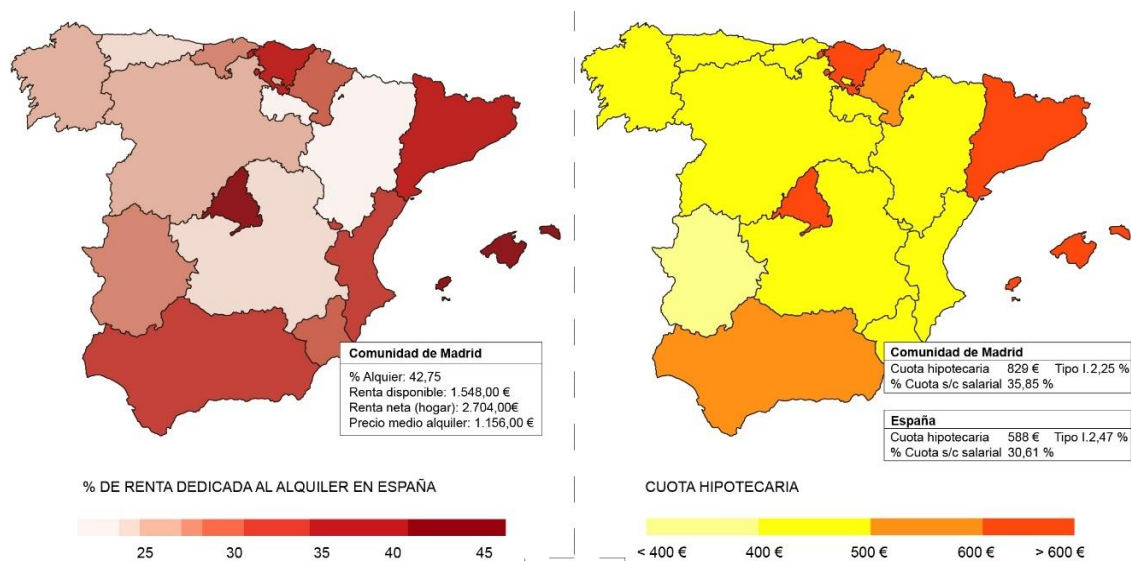 Comunidad de Madrid
% Alquier: 42,75
Renta disponible: 1.548,00 €
Renta neta (hogar): 2.704,00€
Precio medio alquiler: 1.156,00 €
% DE RENTA DEDICADA AL ALQUILER EN ESPAÑA
25 30 35 40 45
Comunidad de Madrid
Cuota hipotecaria 829 € Tipo I.2,25 %
% Cuota s/c salarial 35,85 %
España
Cuota hipotecaria 588 € Tipo I.2,47 %
% Cuota s/c salarial 30,61 %
CUOTA HIPOTECARIA
< 400 € 400 € 500 € 600 € > 600 €